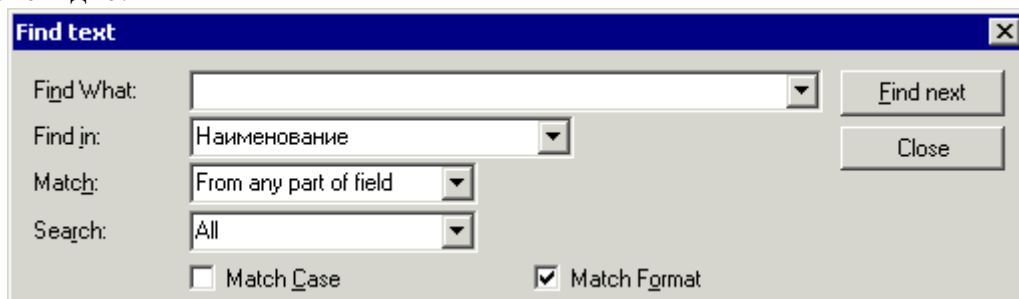 Find text
Find What:
Find next
Find in: Наименование
Close
Match: From any part of field
Search: All
Match Case Match Format